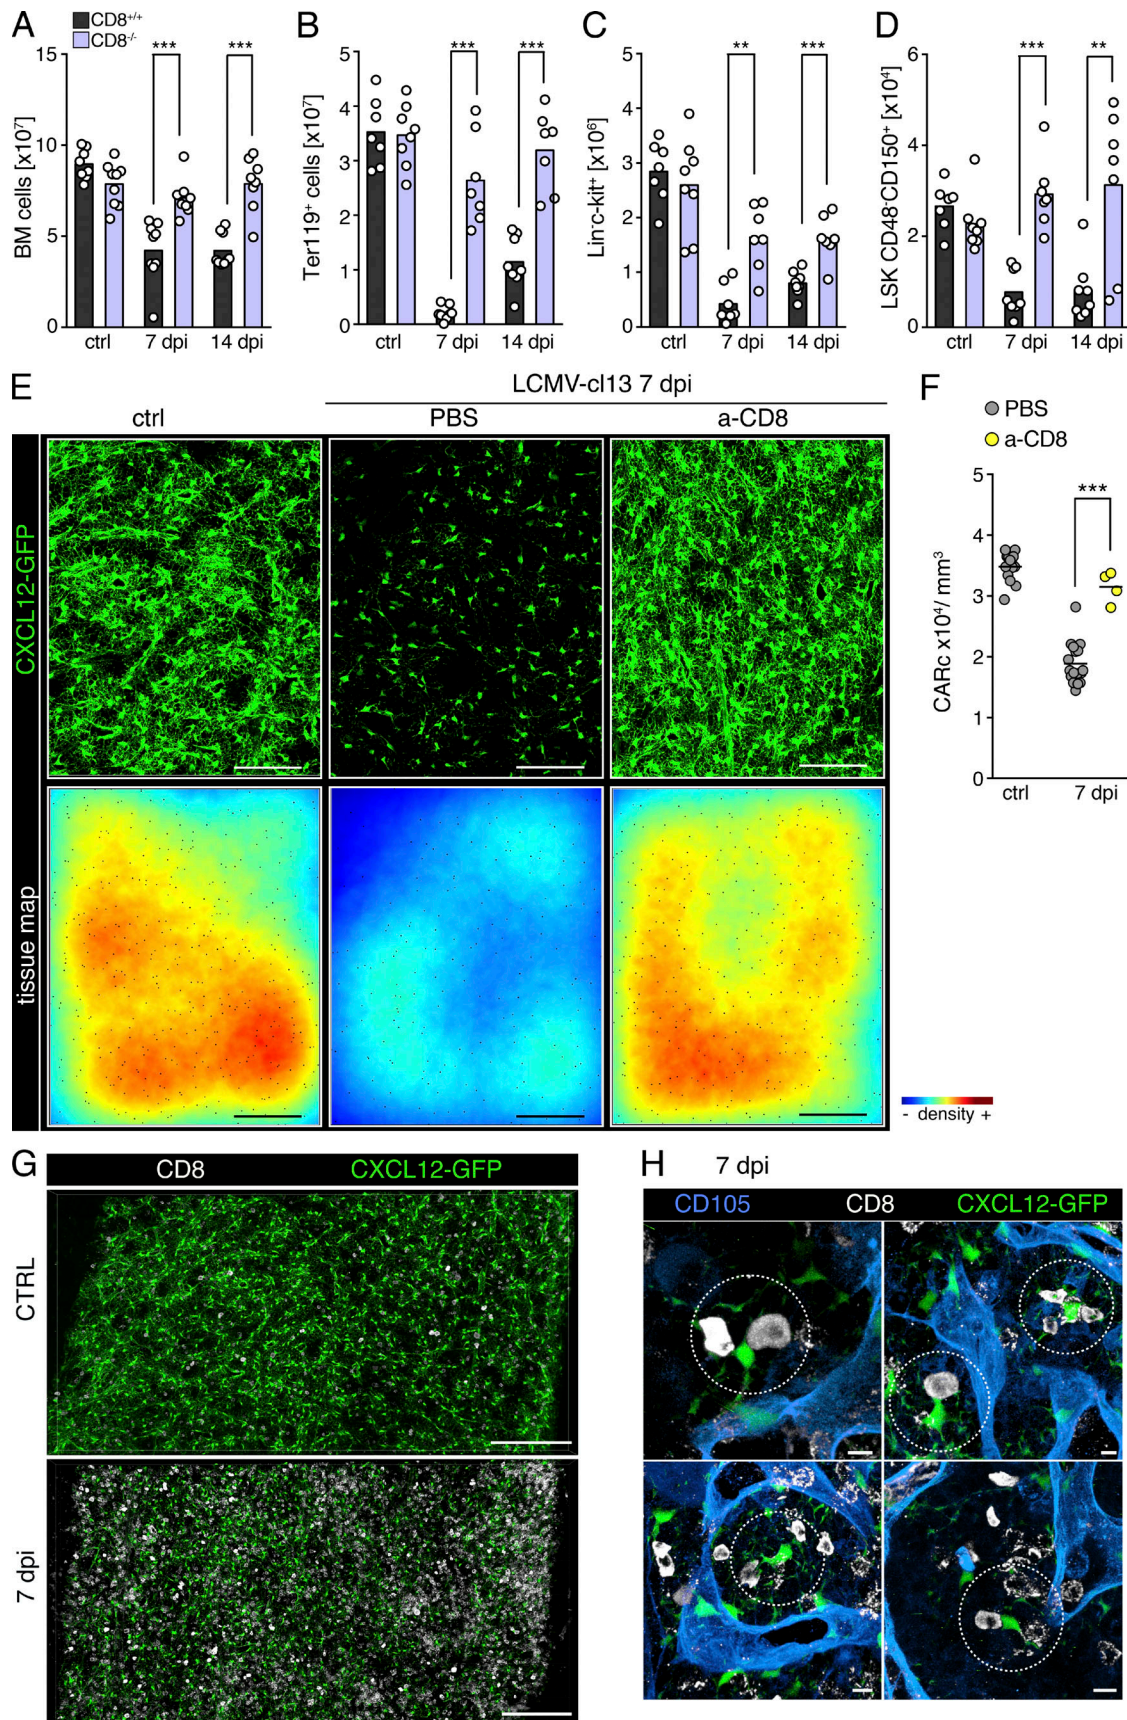 A
CD8+/+
CD8-/-
BM cells [x10⁷]
15
10
5
0
*** ***
ctrl 7 dpi 14 dpi
B
Ter119+ cells [x10⁷]
5
4
3
2
1
0
*** ***
ctrl 7 dpi 14 dpi
C
Lin-c-kit+ [x10⁶]
5
4
3
2
1
0
** ***
ctrl 7 dpi 14 dpi
D
LSK CD48-CD150+ [x10⁴]
6
4
2
0
*** **
ctrl 7 dpi 14 dpi
E
LCMV-cl13 7 dpi
ctrl PBS a-CD8
CXCL12-GFP
tissue map
- density +
F
PBS
a-CD8
CARc x10⁴/ mm³
5
4
3
2
1
0
***
ctrl 7 dpi
G
CD8 CXCL12-GFP
CTRL
7 dpi
H 7 dpi
CD105 CD8 CXCL12-GFP